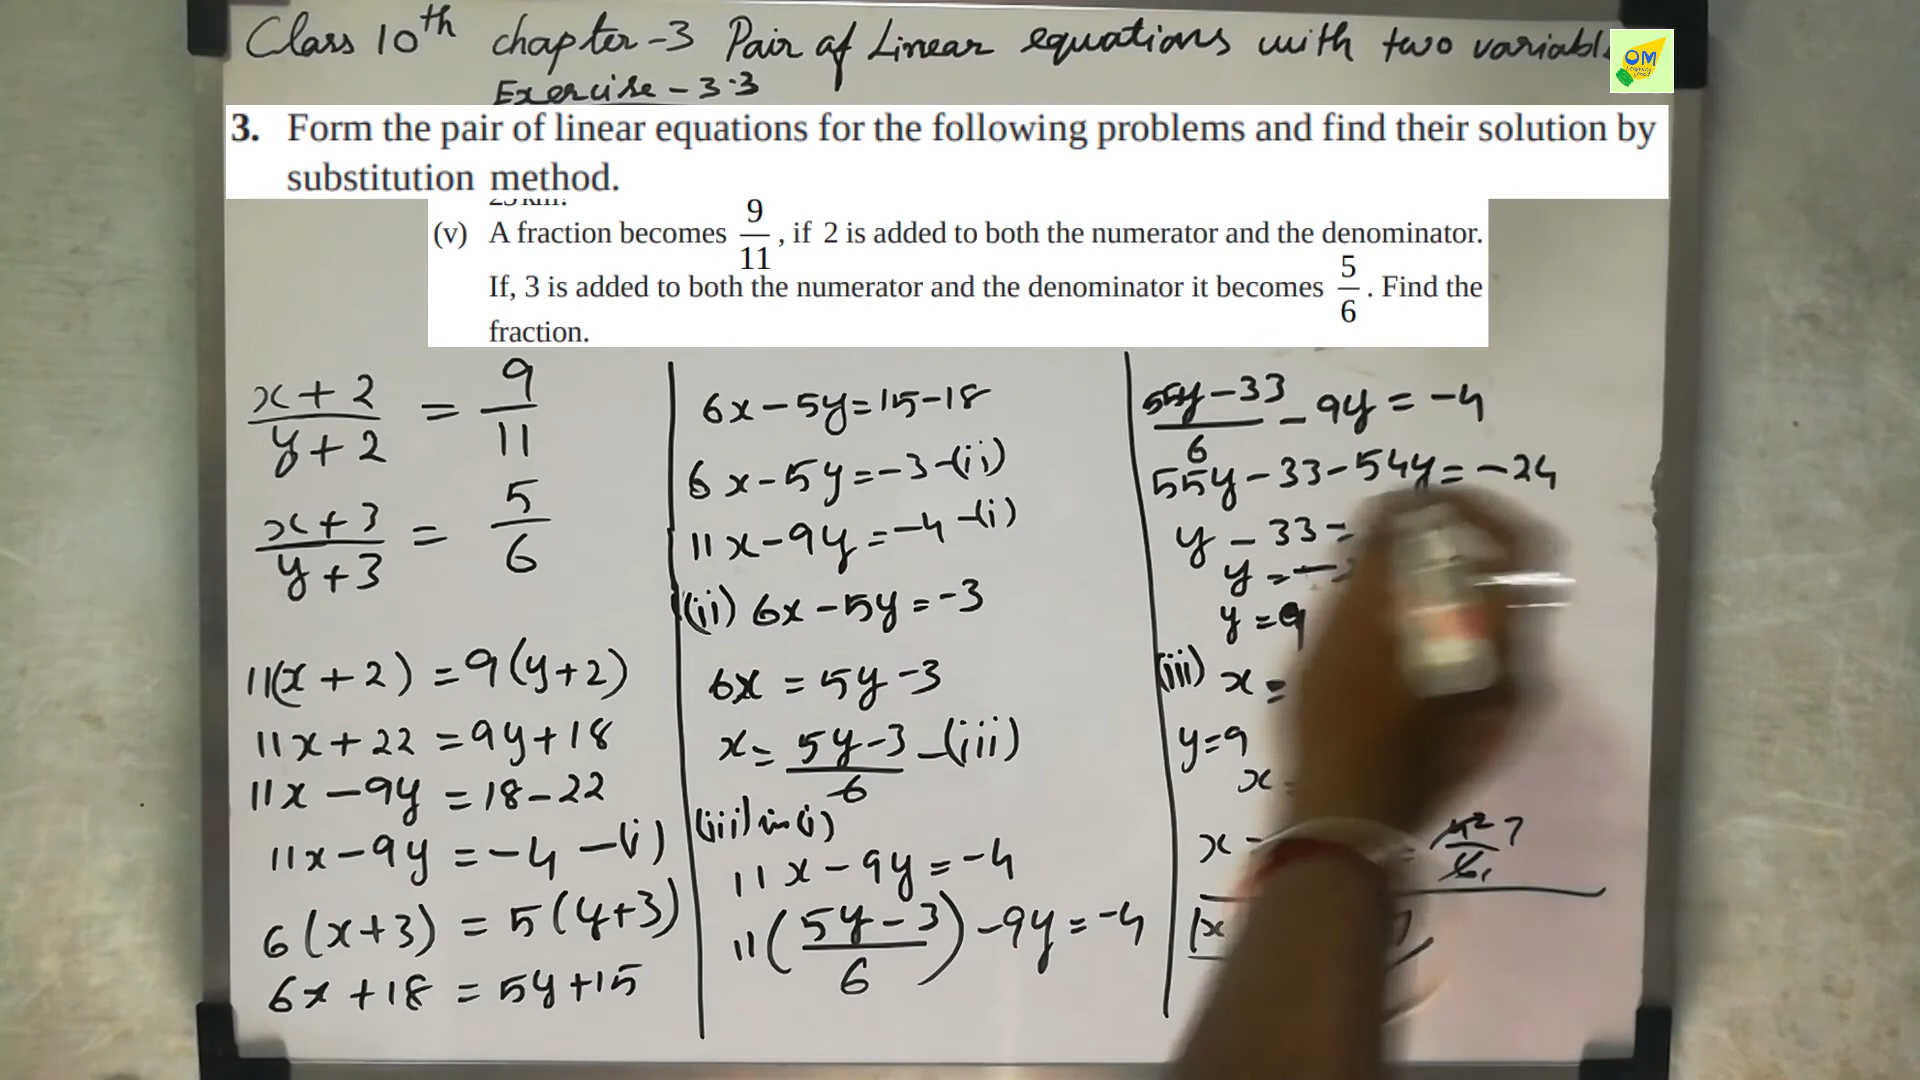 Class 10th chapter-3 Pair of Linear equations with two variabl
Exercise-3.3
OM
3. Form the pair of linear equations for the following problems and find their solution by
substitution method.
(v) A fraction becomes 9/11, if 2 is added to both the numerator and the denominator.
If, 3 is added to both the numerator and the denominator it becomes 5/6. Find the
fraction.
x+2/y+2 = 9/11
x+3/y+3 = 5/6
11(x+2) = 9(y+2)
11x+22 = 9y+18
11x-9y = 18-22
11x-9y = -4 -(i)
6(x+3) = 5(y+3)
6x+18 = 5y+15
6x-5y = 15-18
6x-5y = -3 -(ii)
11x-9y = -4 -(i)
(ii) 6x-5y = -3
6x = 5y-3
x = 5y-3/6 -(iii)
(iii) in (i)
11x-9y = -4
11(5y-3/6)-9y = -4
55y-33/6 - 9y = -4
55y-33-54y = -24
y-33 =
y = -
y = 9
(iii) x =
y = 9
x =
x = 42/6 7
x